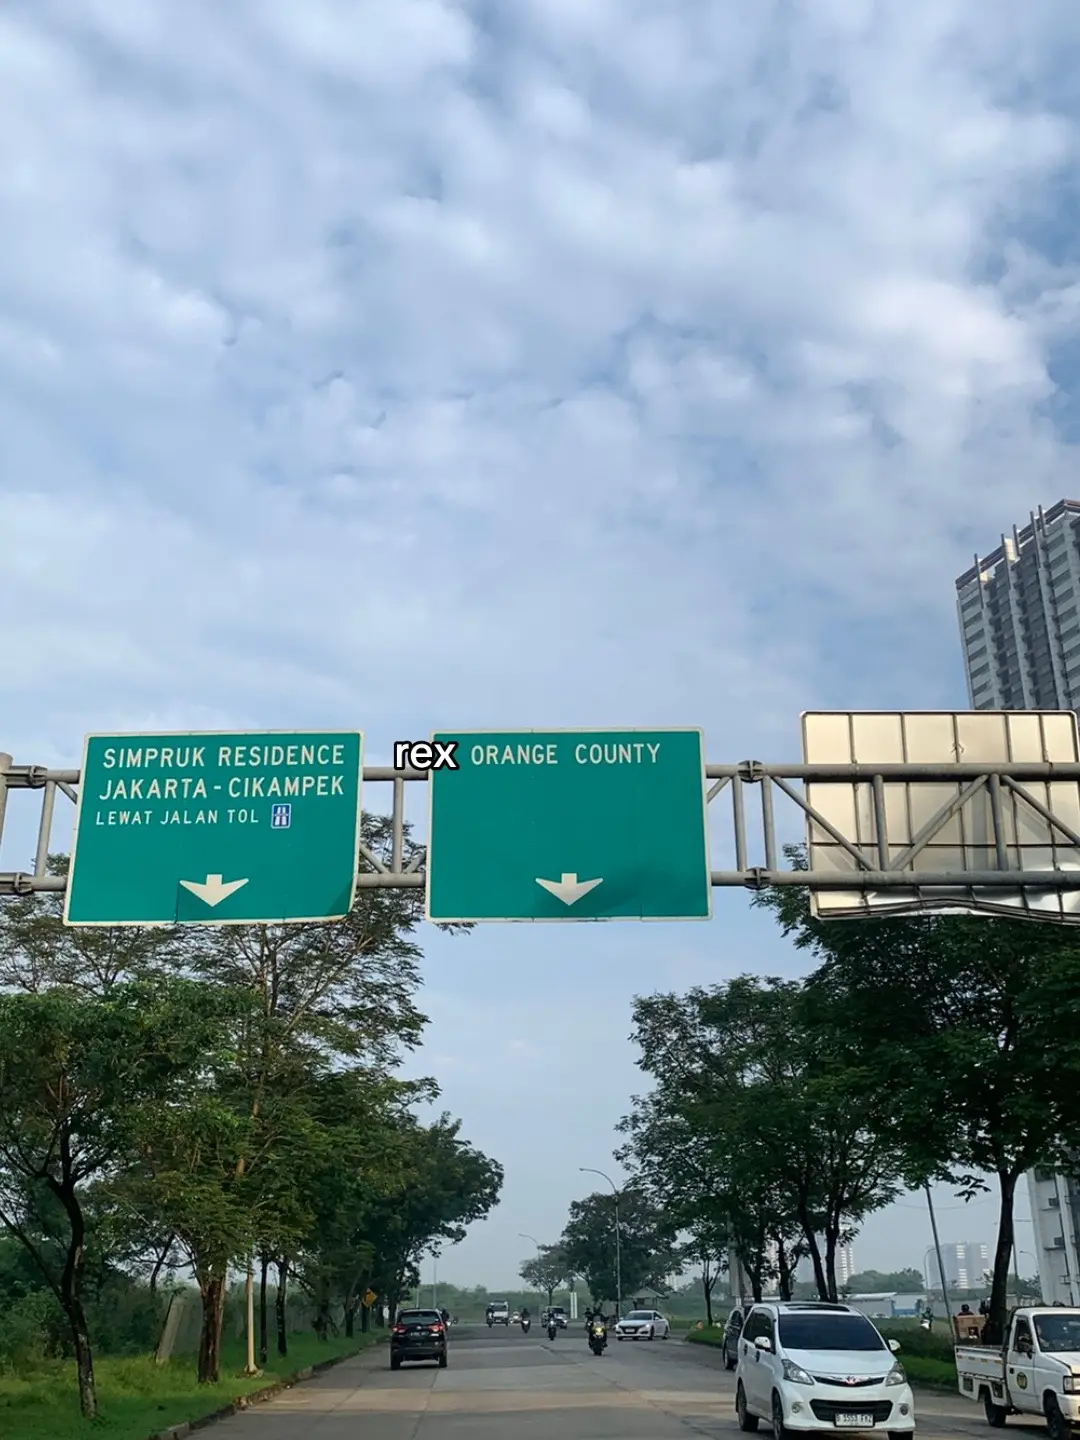 SIMPRUK RESIDENCE
JAKARTA - CIKAMPEK
LEWAT JALAN TOL
rex ORANGE COUNTY